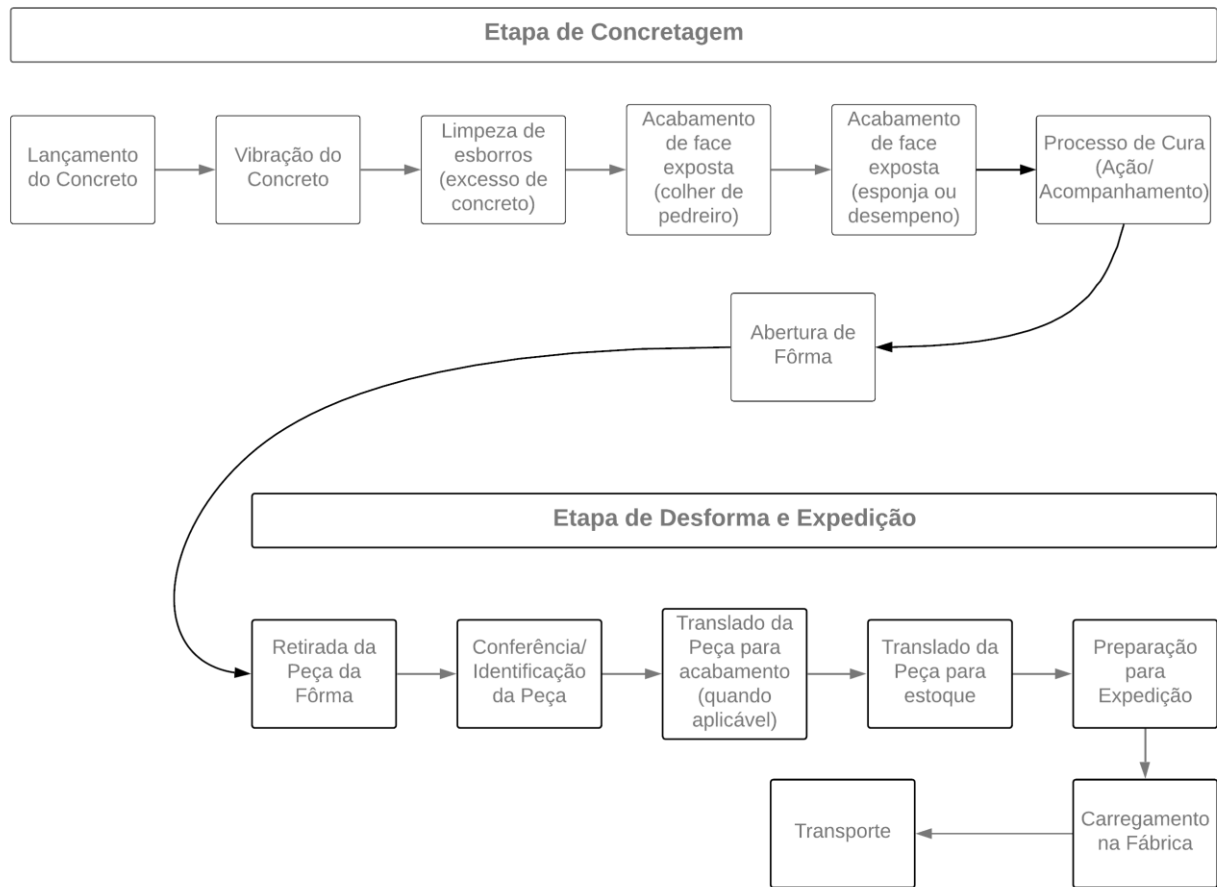 Etapa de Concretagem
Lançamento
do Concreto
Vibração do
Concreto
Limpeza de
esborros
(excesso de
concreto)
Acabamento
de face
exposta
(colher de
pedreiro)
Acabamento
de face
exposta
(esponja ou
desempeno)
Processo de Cura
(Ação/
Acompanhamento)
Abertura de
Fôrma
Etapa de Desforma e Expedição
Retirada da
Peça da
Fôrma
Conferência/
Identificação
da Peça
Translado da
Peça para
acabamento
(quando
aplicável)
Translado da
Peça para
estoque
Preparação
para
Expedição
Carregamento
na Fábrica
Transporte